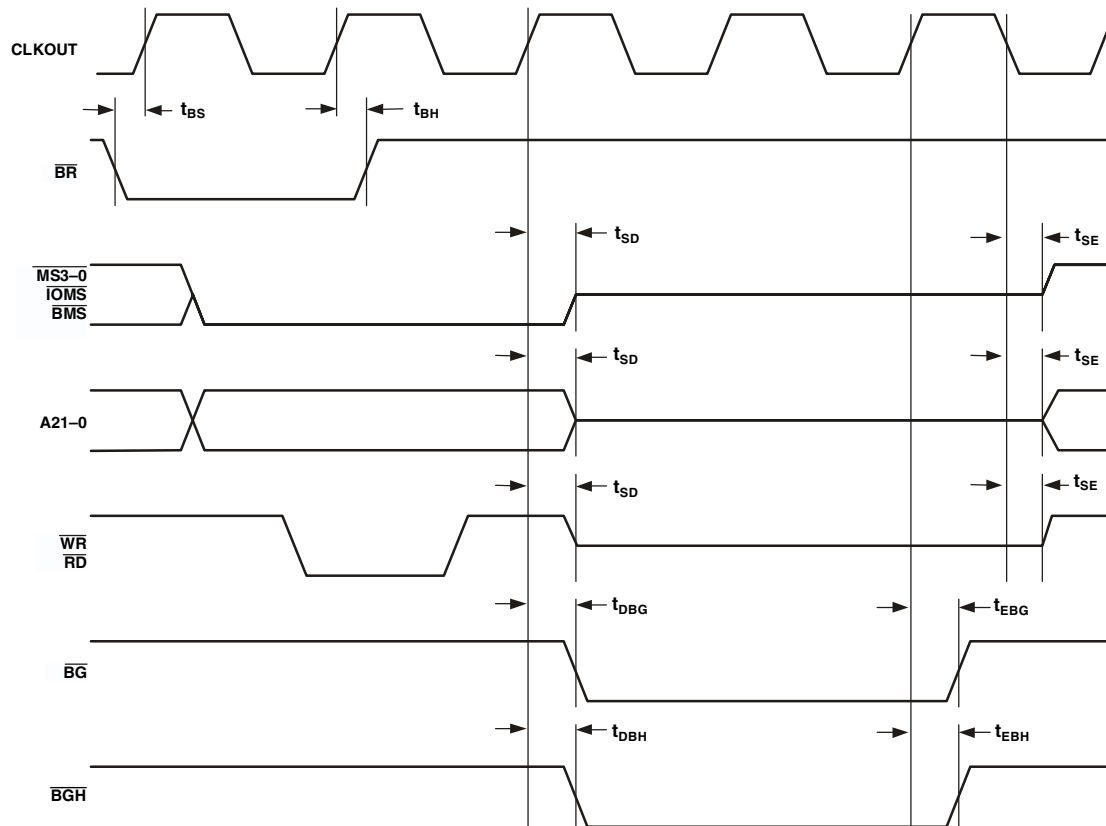 CLKOUT
tBS
tBH
BR
tSD
tSE
MS3–0
IOMS
BMS
tSD
tSE
A21–0
tSD
tSE
WR
RD
tDBG
tEBG
BG
tDBH
tEBH
BGH